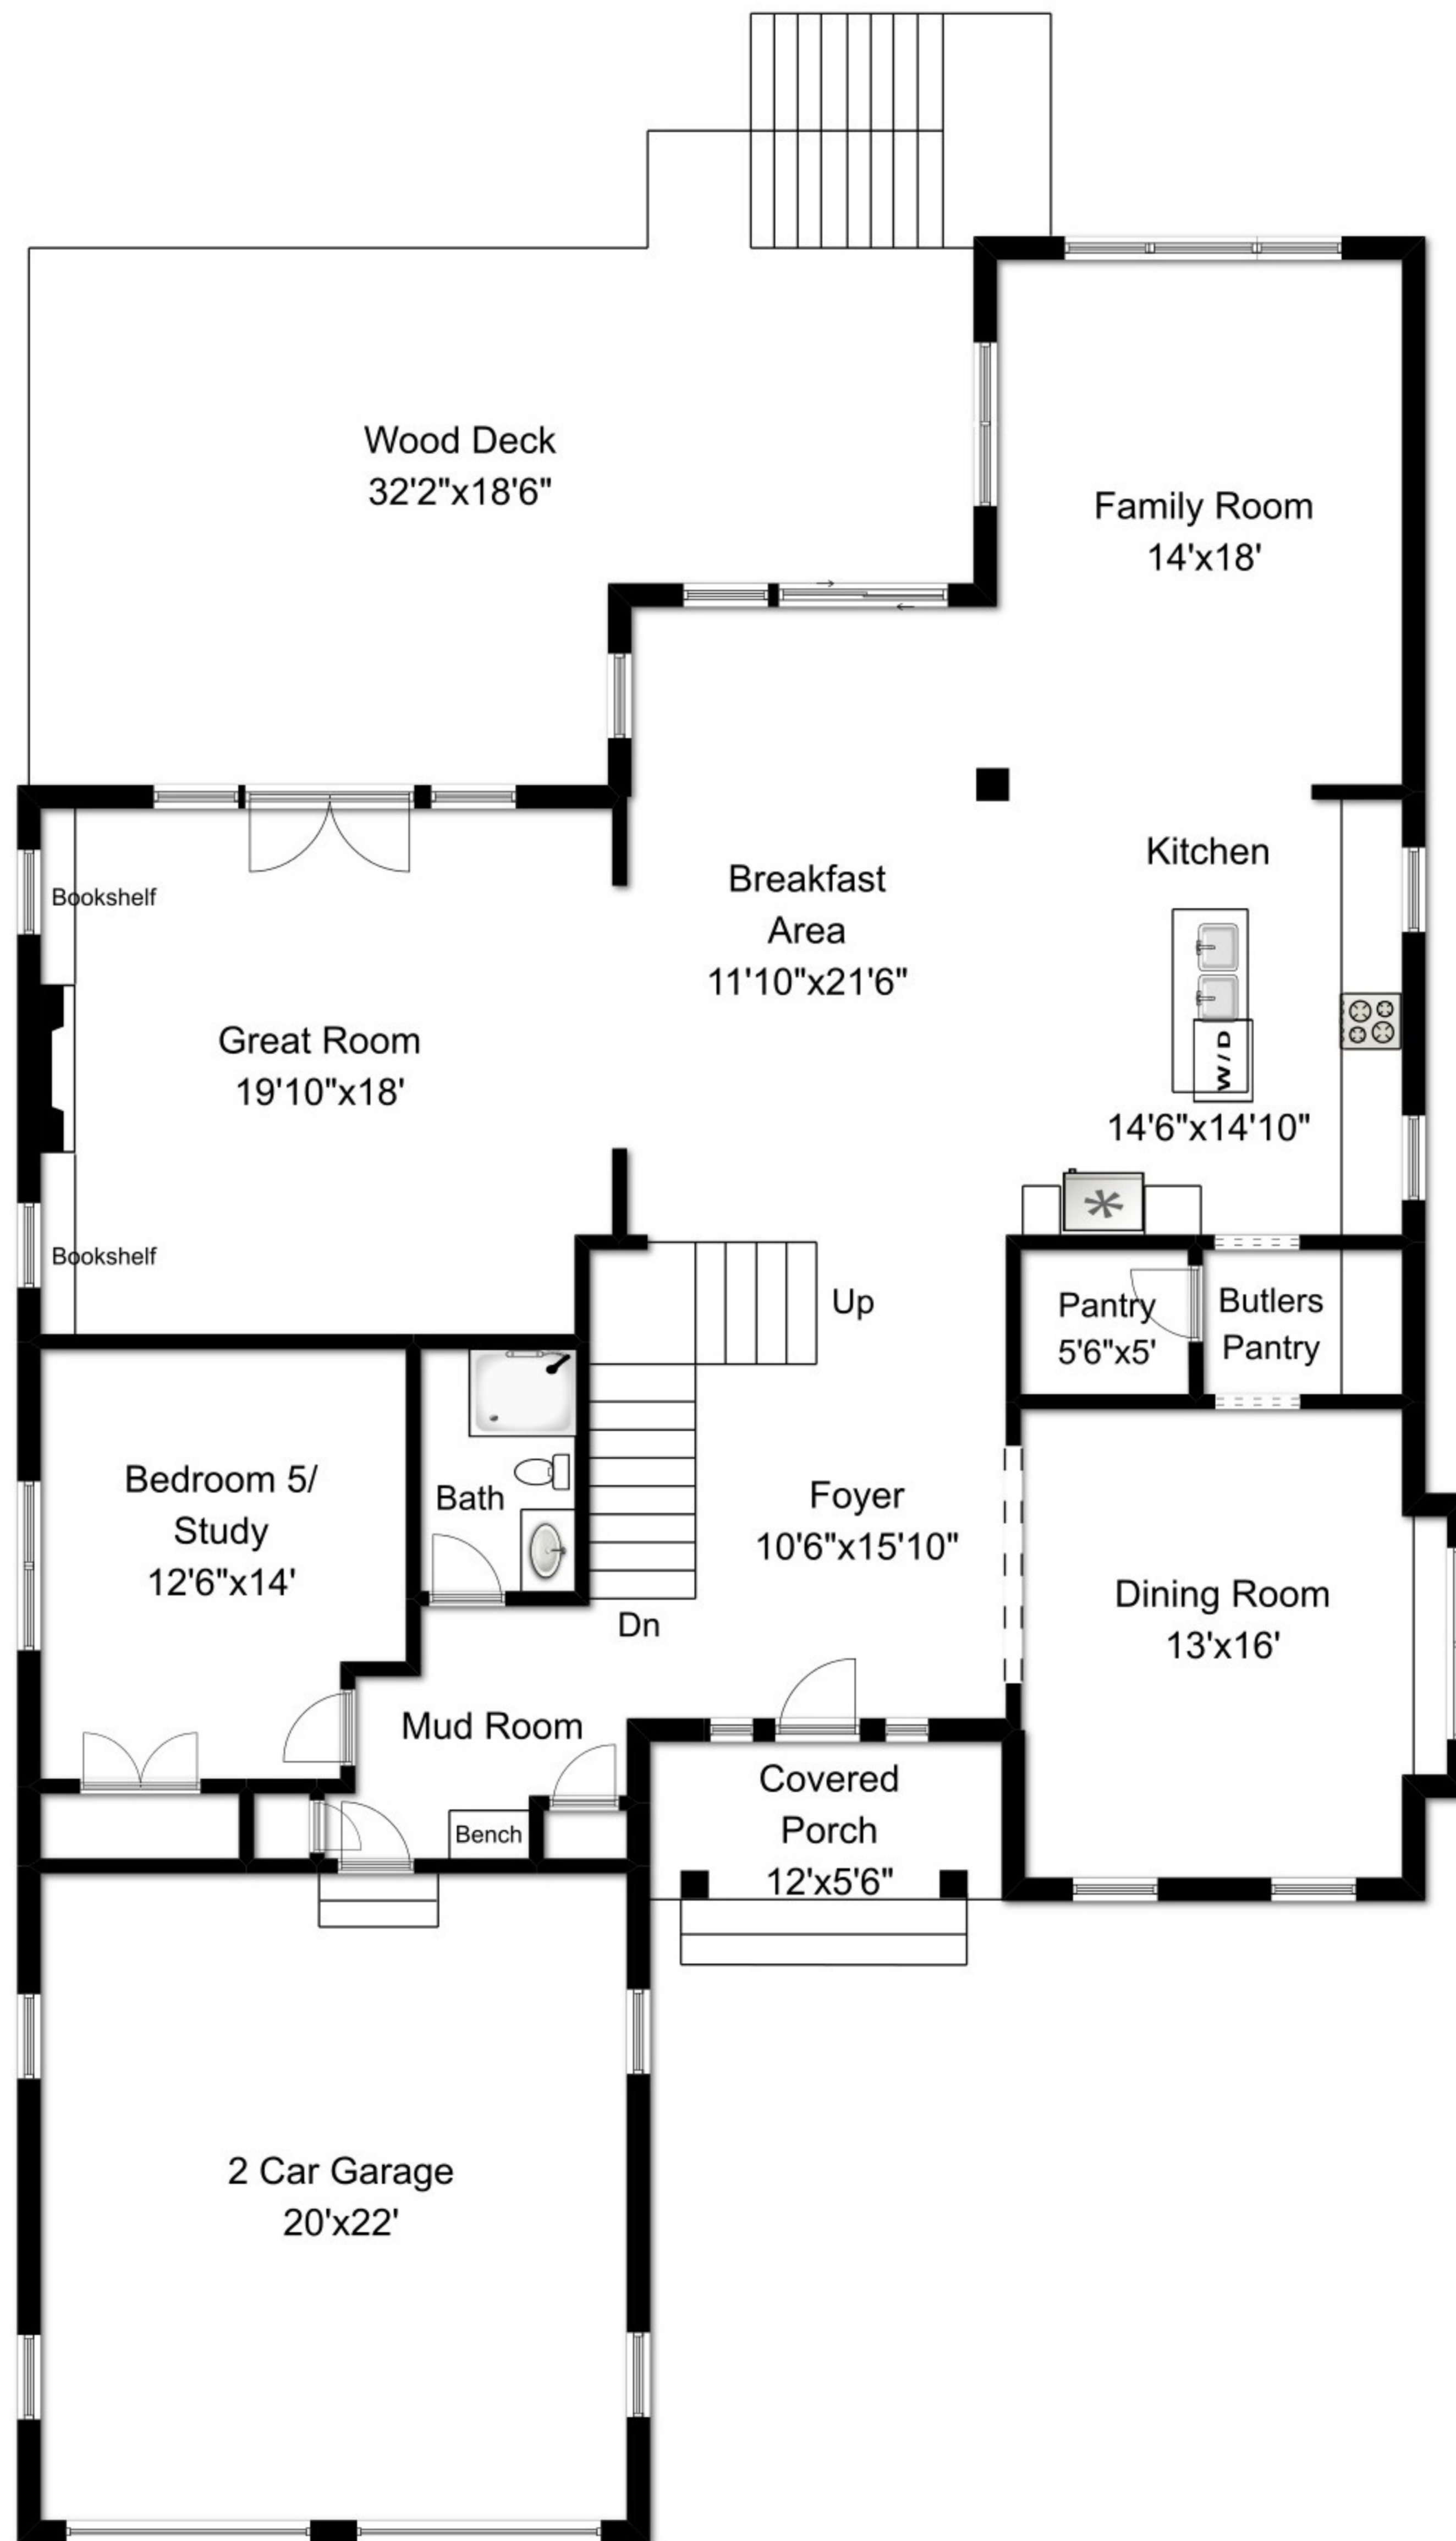 Wood Deck
32'2"x18'6"
Family Room
14'x18'
Kitchen
Breakfast
Area
11'10"x21'6"
Bookshelf
Great Room
19'10"x18'
W/D
14'6"x14'10"
Bookshelf
Up
Pantry
5'6"x5'
Butlers
Pantry
Bedroom 5/
Study
12'6"x14'
Bath
Foyer
10'6"x15'10"
Dining Room
13'x16'
Dn
Mud Room
Covered
Porch
12'x5'6"
Bench
2 Car Garage
20'x22'